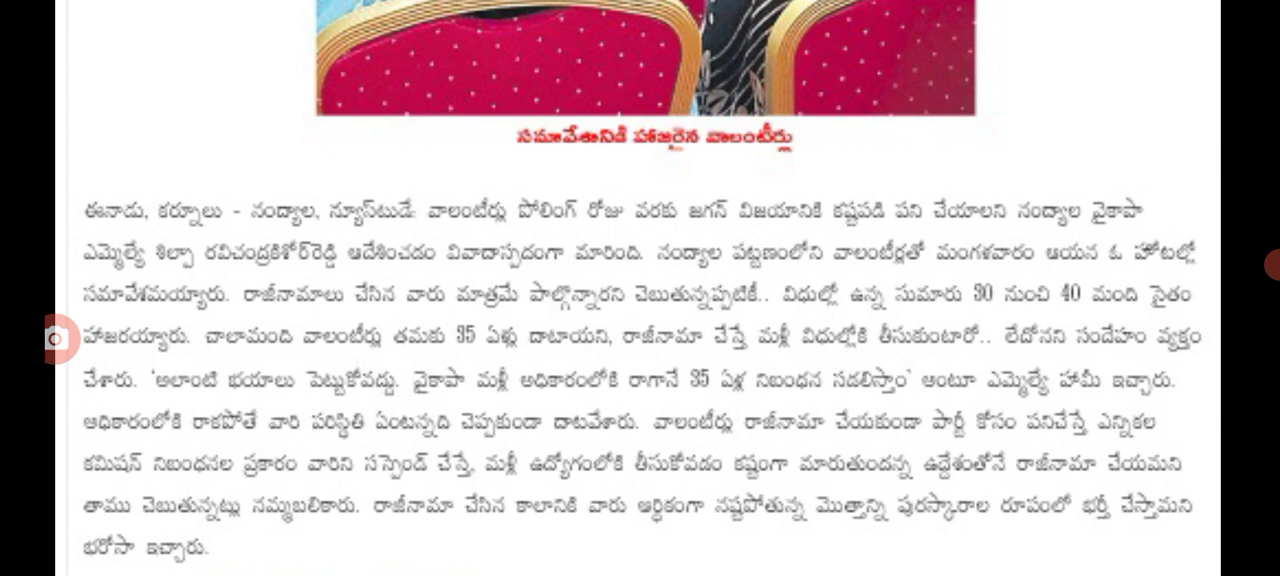 సమావేశానికి హాజరైన వాలంటీర్లు
ఈనాడు, కర్నూలు - నంద్యాల, న్యూస్‌టుడే: వాలంటీర్లు పోలింగ్ రోజు వరకు జగన్ విజయానికి కష్టపడి పని చేయాలని నంద్యాల వైకాపా
ఎమ్మెల్యే శిల్పా రవిచంద్రకిశోర్‌రెడ్డి ఆదేశించడం వివాదాస్పదంగా మారింది. నంద్యాల పట్టణంలోని వాలంటీర్లతో మంగళవారం ఆయన ఓ హోటల్లో
సమావేశమయ్యారు. రాజీనామాలు చేసిన వారు మాత్రమే పాల్గొన్నారని చెబుతున్నప్పటికీ.. విధుల్లో ఉన్న సుమారు 30 నుంచి 40 మంది సైతం
హాజరయ్యారు. చాలామంది వాలంటీర్లు తమకు 35 ఏళ్లు దాటాయని, రాజీనామా చేస్తే మళ్లీ విధుల్లోకి తీసుకుంటారో.. లేదోనని సందేహం వ్యక్తం
చేశారు. 'అలాంటి భయాలు పెట్టుకోవద్దు. వైకాపా మళ్లీ అధికారంలోకి రాగానే 35 ఏళ్ల నిబంధన సడలిస్తాం' అంటూ ఎమ్మెల్యే హామీ ఇచ్చారు.
అధికారంలోకి రాకపోతే వారి పరిస్థితి ఏంటన్నది చెప్పకుండా దాటవేశారు. వాలంటీర్లు రాజీనామా చేయకుండా పార్టీ కోసం పనిచేస్తే ఎన్నికల
కమిషన్ నిబంధనల ప్రకారం వారిని సస్పెండ్ చేస్తే, మళ్లీ ఉద్యోగంలోకి తీసుకోవడం కష్టంగా మారుతుందన్న ఉద్దేశంతోనే రాజీనామా చేయమని
తాము చెబుతున్నట్లు నమ్మబలికారు. రాజీనామా చేసిన కాలానికి వారు ఆర్థికంగా నష్టపోతున్న మొత్తాన్ని పురస్కారాల రూపంలో భర్తీ చేస్తామని
భరోసా ఇచ్చారు.